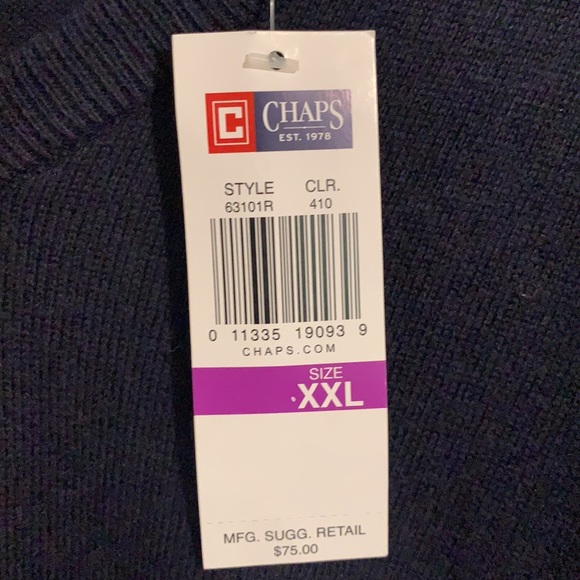 C CHAPS
EST. 1978
STYLE CLR.
63101R 410
0 11335 19093 9
CHAPS.COM
SIZE
XXL
MFG. SUGG. RETAIL
$75.00